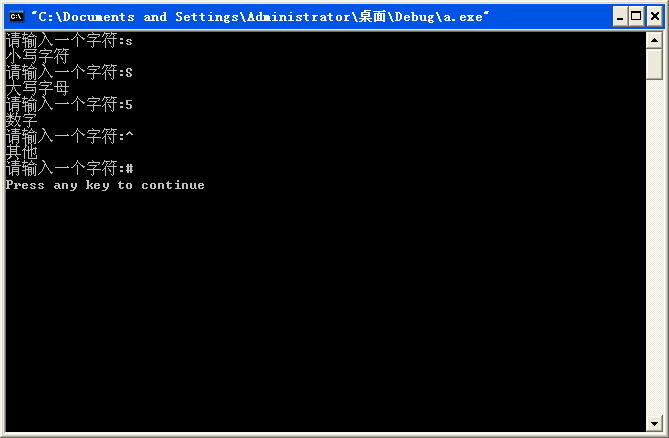 "C:\Documents and Settings\Administrator\桌面\Debug\a.exe"
请输入一个字符:s
小写字符
请输入一个字符:S
大写字母
请输入一个字符:5
数字
请输入一个字符:^
其他
请输入一个字符:#
Press any key to continue